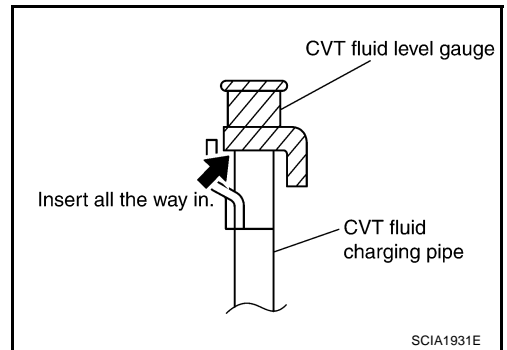 CVT fluid level gauge
Insert all the way in.
CVT fluid
charging pipe
SCIA1931E